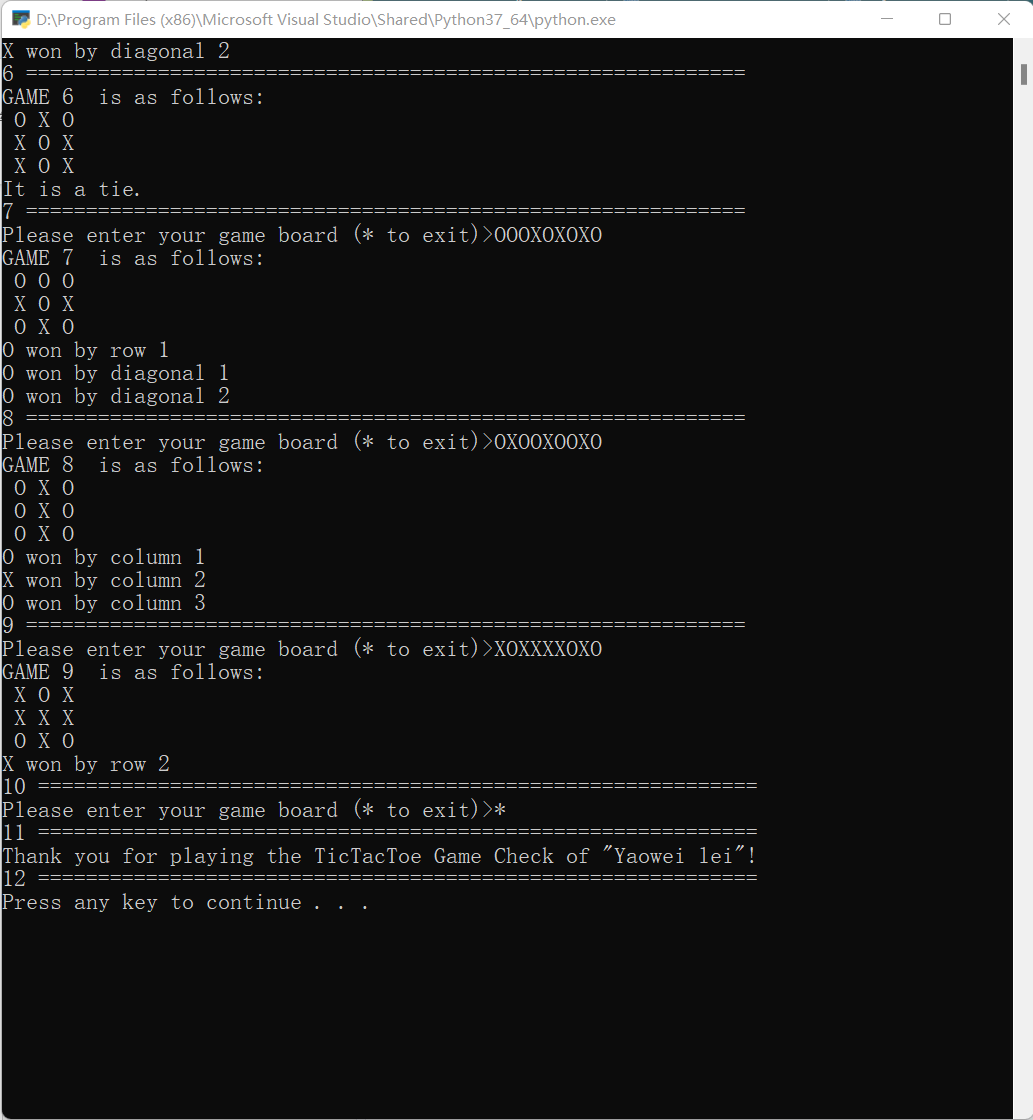 D:\Program Files (x86)\Microsoft Visual Studio\Shared\Python37_64\python.exe
X won by diagonal 2
6 ============================================================
GAME 6  is as follows:
 O X O
 X O X
 X O X
It is a tie.
7 ============================================================
Please enter your game board (* to exit)>OOOXOXOXO
GAME 7  is as follows:
 O O O
 X O X
 O X O
O won by row 1
O won by diagonal 1
O won by diagonal 2
8 ============================================================
Please enter your game board (* to exit)>OXOOXOOXO
GAME 8  is as follows:
 O X O
 O X O
 O X O
O won by column 1
X won by column 2
O won by column 3
9 ============================================================
Please enter your game board (* to exit)>XOXXXXOXO
GAME 9  is as follows:
 X O X
 X X X
 O X O
X won by row 2
10 ============================================================
Please enter your game board (* to exit)>*
11 ============================================================
Thank you for playing the TicTacToe Game Check of "Yaowei lei"!
12 ============================================================
Press any key to continue . . .